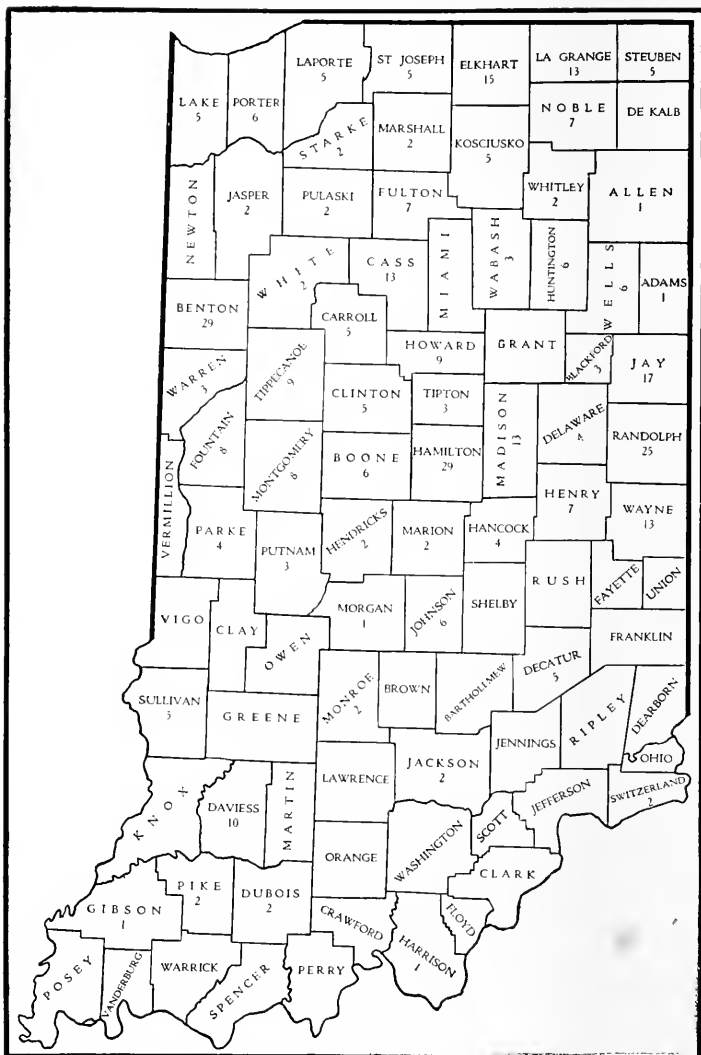 LAPORTE
5
ST JOSEPH
5
ELKHART
15
LA GRANGE
13
STEUBEN
5
LAKE
5
PORTER
6
STARKE
2
MARSHALL
2
KOSCIUSKO
5
NOBLE
7
DE KALB
NEWTON
JASPER
2
PULASKI
2
FULTON
7
WHITLEY
2
ALLEN
1
WHITE
2
CASS
13
MIAMI
WABASH
3
HUNTINGTON
6
WELLS
6
ADAMS
1
BENTON
29
CARROLL
5
HOWARD
9
GRANT
BLACKFORD
3
JAY
17
WARREN
3
TIPPECANOE
9
CLINTON
5
TIPTON
3
MADISON
13
DELAWARE
4
RANDOLPH
25
FOUNTAIN
8
MONTGOMERY
8
BOONE
6
HAMILTON
29
HENRY
7
WAYNE
13
VERMILLION
PARKE
4
PUTNAM
3
HENDRICKS
2
MARION
2
HANCOCK
4
RUSH
FAYETTE
UNION
VIGO
CLAY
OWEN
MORGAN
1
JOHNSON
6
SHELBY
FRANKLIN
SULLIVAN
GREENE
MONROE
2
BROWN
BARTHOLEMEW
DECATUR
5
RIPLEY
DEARBORN
JENNINGS
OHIO
KNOX
DAVIESS
10
MARTIN
LAWRENCE
JACKSON
2
JEFFERSON
SWITZERLAND
2
ORANGE
WASHINGTON
SCOTT
CLARK
GIBSON
1
PIKE
2
DUBOIS
2
CRAWFORD
FLOYD
HARRISON
1
POSEY
VANDERBURG
WARRICK
SPENCER
PERRY